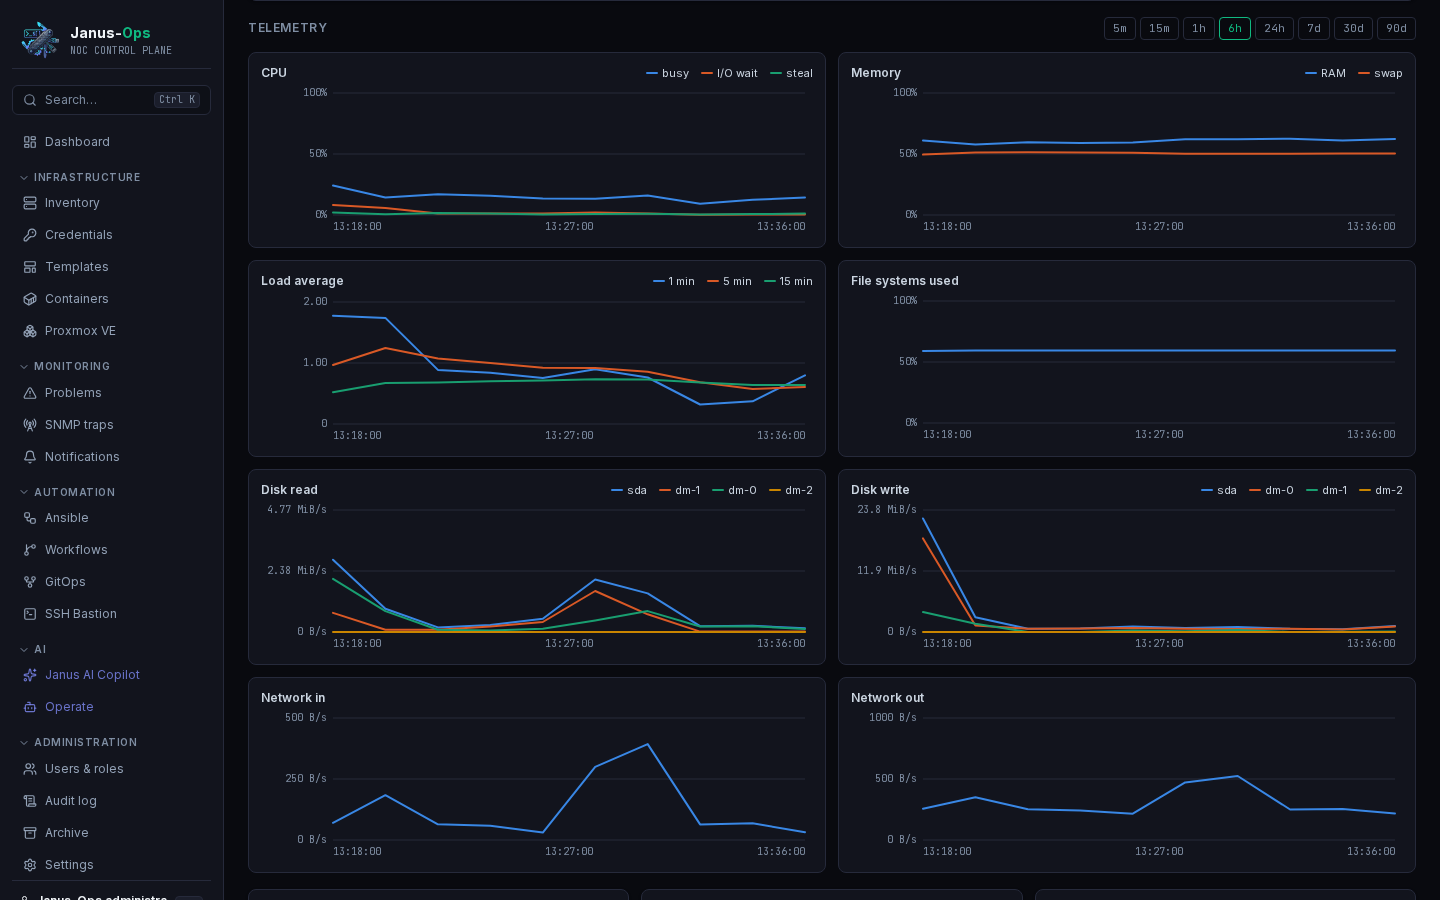 Janus-Ops
NOC CONTROL PLANE
Search...
Ctrl K
Dashboard
INFRASTRUCTURE
Inventory
Credentials
Templates
Containers
Proxmox VE
MONITORING
Problems
SNMP traps
Notifications
AUTOMATION
Ansible
Workflows
GitOps
SSH Bastion
AI
Janus AI Copilot
Operate
ADMINISTRATION
Users & roles
Audit log
Archive
Settings
TELEMETRY
5m 15m 1h 6h 24h 7d 30d 90d
CPU
busy I/O wait steal
100%
50%
0%
13:18:00 13:27:00 13:36:00
Memory
RAM swap
100%
50%
0%
13:18:00 13:27:00 13:36:00
Load average
1 min 5 min 15 min
2.00
1.00
0
13:18:00 13:27:00 13:36:00
File systems used
100%
50%
0%
13:18:00 13:27:00 13:36:00
Disk read
sda dm-1 dm-0 dm-2
4.77 MiB/s
2.38 MiB/s
0 B/s
13:18:00 13:27:00 13:36:00
Disk write
sda dm-0 dm-1 dm-2
23.8 MiB/s
11.9 MiB/s
0 B/s
13:18:00 13:27:00 13:36:00
Network in
500 B/s
250 B/s
0 B/s
13:18:00 13:27:00 13:36:00
Network out
1000 B/s
500 B/s
0 B/s
13:18:00 13:27:00 13:36:00